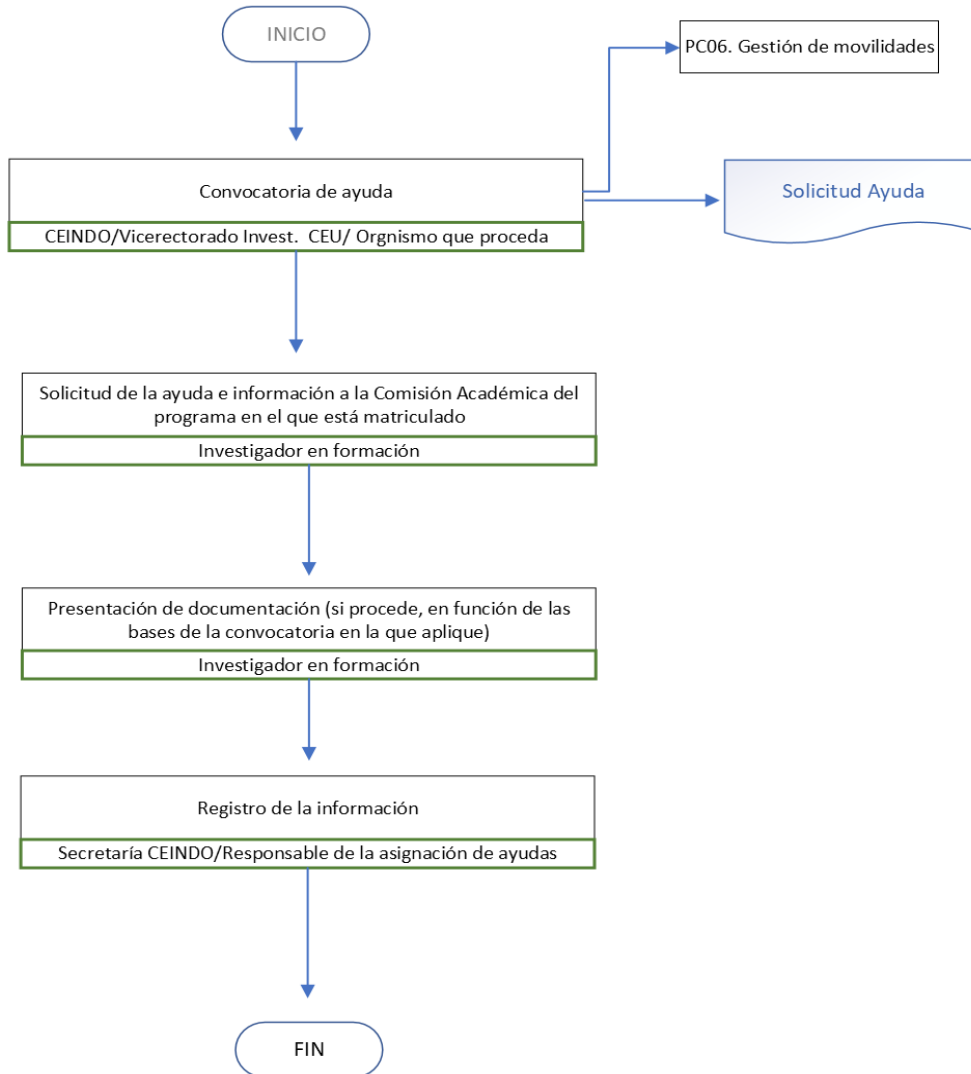 INICIO
PC06. Gestión de movilidades
Convocatoria de ayuda
CEINDO/Vicerectorado Invest. CEU/ Orgnismo que proceda
Solicitud Ayuda
Solicitud de la ayuda e información a la Comisión Académica del
programa en el que está matriculado
Investigador en formación
Presentación de documentación (si procede, en función de las
bases de la convocatoria en la que aplique)
Investigador en formación
Registro de la información
Secretaría CEINDO/Responsable de la asignación de ayudas
FIN